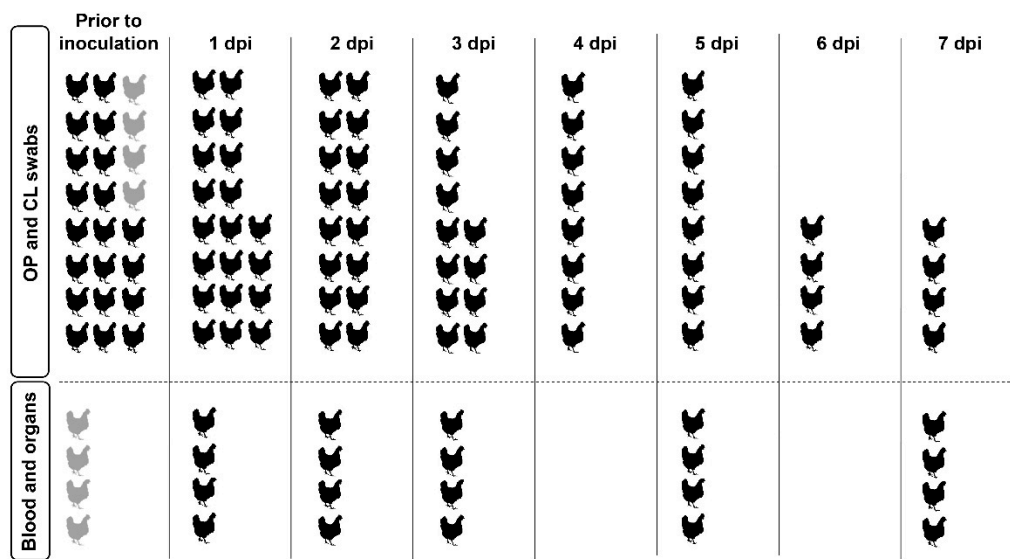 Prior to
inoculation
1 dpi
2 dpi
3 dpi
4 dpi
5 dpi
6 dpi
7 dpi
OP and CL swabs
Blood and organs